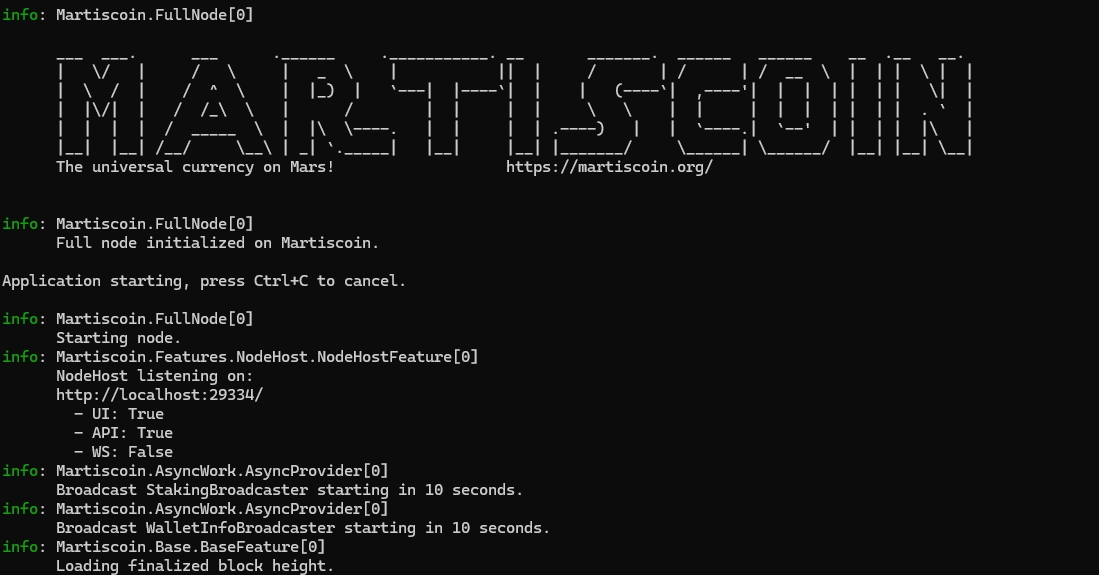 info: Martiscoin.FullNode[0]
MARTISCOIN
The universal currency on Mars! https://martiscoin.org/
info: Martiscoin.FullNode[0]
Full node initialized on Martiscoin.
Application starting, press Ctrl+C to cancel.
info: Martiscoin.FullNode[0]
Starting node.
info: Martiscoin.Features.NodeHost.NodeHostFeature[0]
NodeHost listening on:
http://localhost:29334/
- UI: True
- API: True
- WS: False
info: Martiscoin.AsyncWork.AsyncProvider[0]
Broadcast StakingBroadcaster starting in 10 seconds.
info: Martiscoin.AsyncWork.AsyncProvider[0]
Broadcast WalletInfoBroadcaster starting in 10 seconds.
info: Martiscoin.Base.BaseFeature[0]
Loading finalized block height.